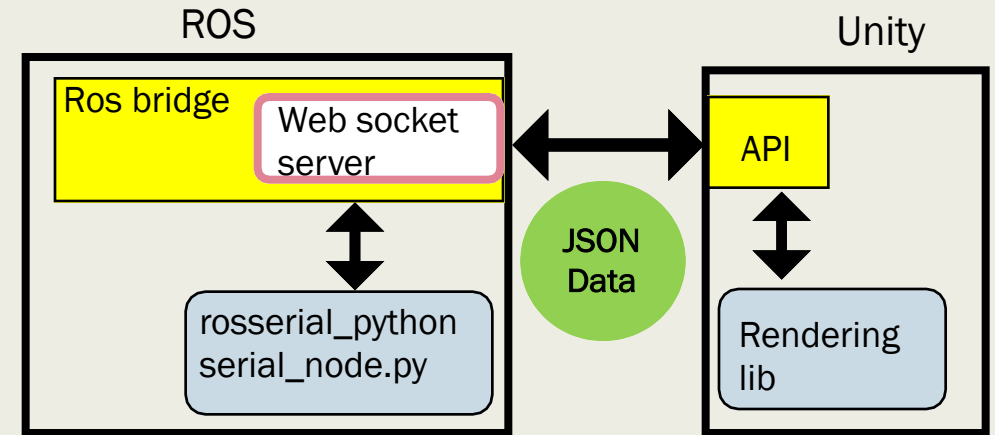 ROS
Unity
Ros bridge
Web socket
server
API
JSON
Data
rosserial_python
serial_node.py
Rendering
lib